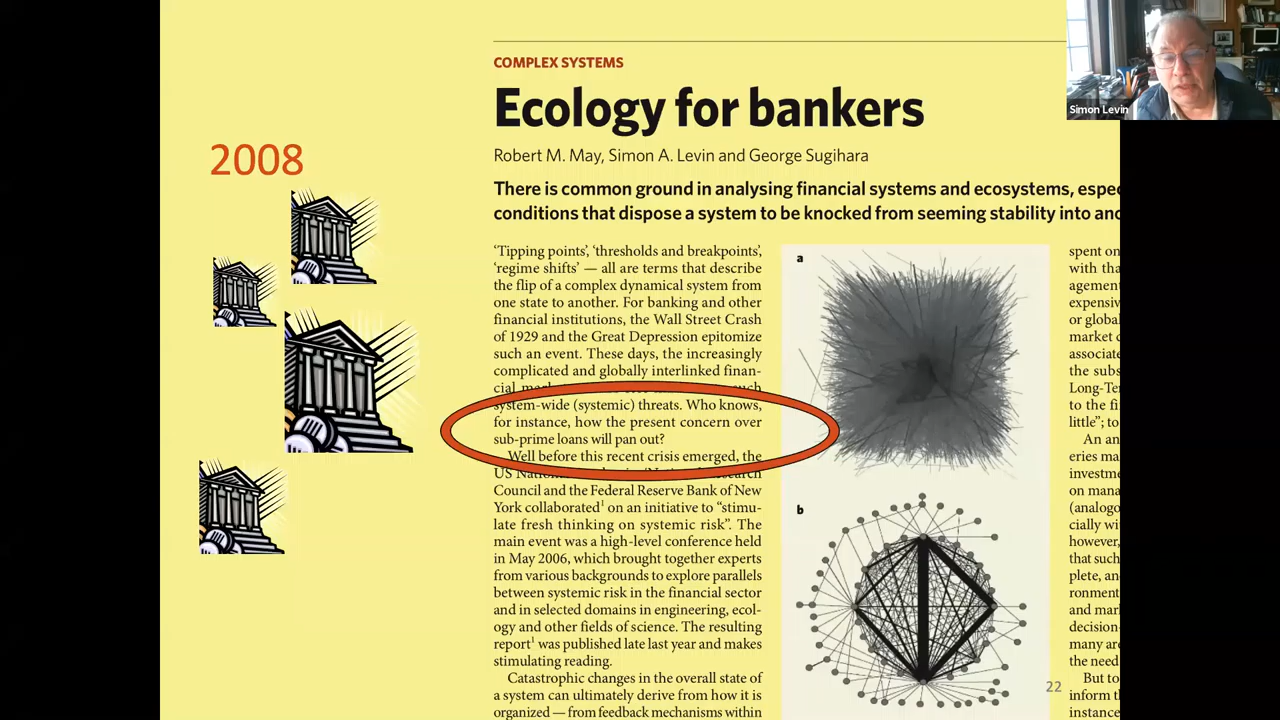 COMPLEX SYSTEMS
Ecology for bankers
Robert M. May, Simon A. Levin and George Sugihara
There is common ground in analysing financial systems and ecosystems, espec
conditions that dispose a system to be knocked from seeming stability into ano
2008
'Tipping points', 'thresholds and breakpoints',
'regime shifts' — all are terms that describe
the flip of a complex dynamical system from
one state to another. For banking and other
financial institutions, the Wall Street Crash
of 1929 and the Great Depression epitomize
such an event. These days, the increasingly
complicated and globally interlinked finan-
cial such
system-wide (systemic) threats. Who knows,
for instance, how the present concern over
sub-prime loans will pan out?
Well before this recent crisis emerged, the
US
Council and the Federal Reserve Bank of New
York collaborated¹ on an initiative to “stimu-
late fresh thinking on systemic risk”. The
main event was a high-level conference held
in May 2006, which brought together experts
from various backgrounds to explore parallels
between systemic risk in the financial sector
and in selected domains in engineering, ecol-
ogy and other fields of science. The resulting
report¹ was published late last year and makes
stimulating reading.
Catastrophic changes in the overall state of
a system can ultimately derive from how it is
organized — from feedback mechanisms within
a
b
spent on
with tha
agement
expensiv
or global
market c
associate
the subs
Long-Ter
to the fi
little”; to
An an
eries ma
investme
on mana
(analogo
cially wi
however,
that such
plete, and
ronment
and mar
decision-
many are
the need
But to
inform th
instance
22
Simon Levin